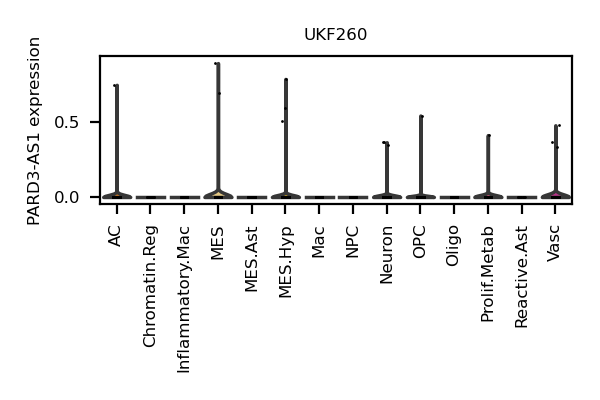 UKF260
PARD3-AS1 expression
0.5
0.0
AC
Chromatin.Reg
Inflammatory.Mac
MES
MES.Ast
MES.Hyp
Mac
NPC
Neuron
OPC
Oligo
Prolif.Metab
Reactive.Ast
Vasc